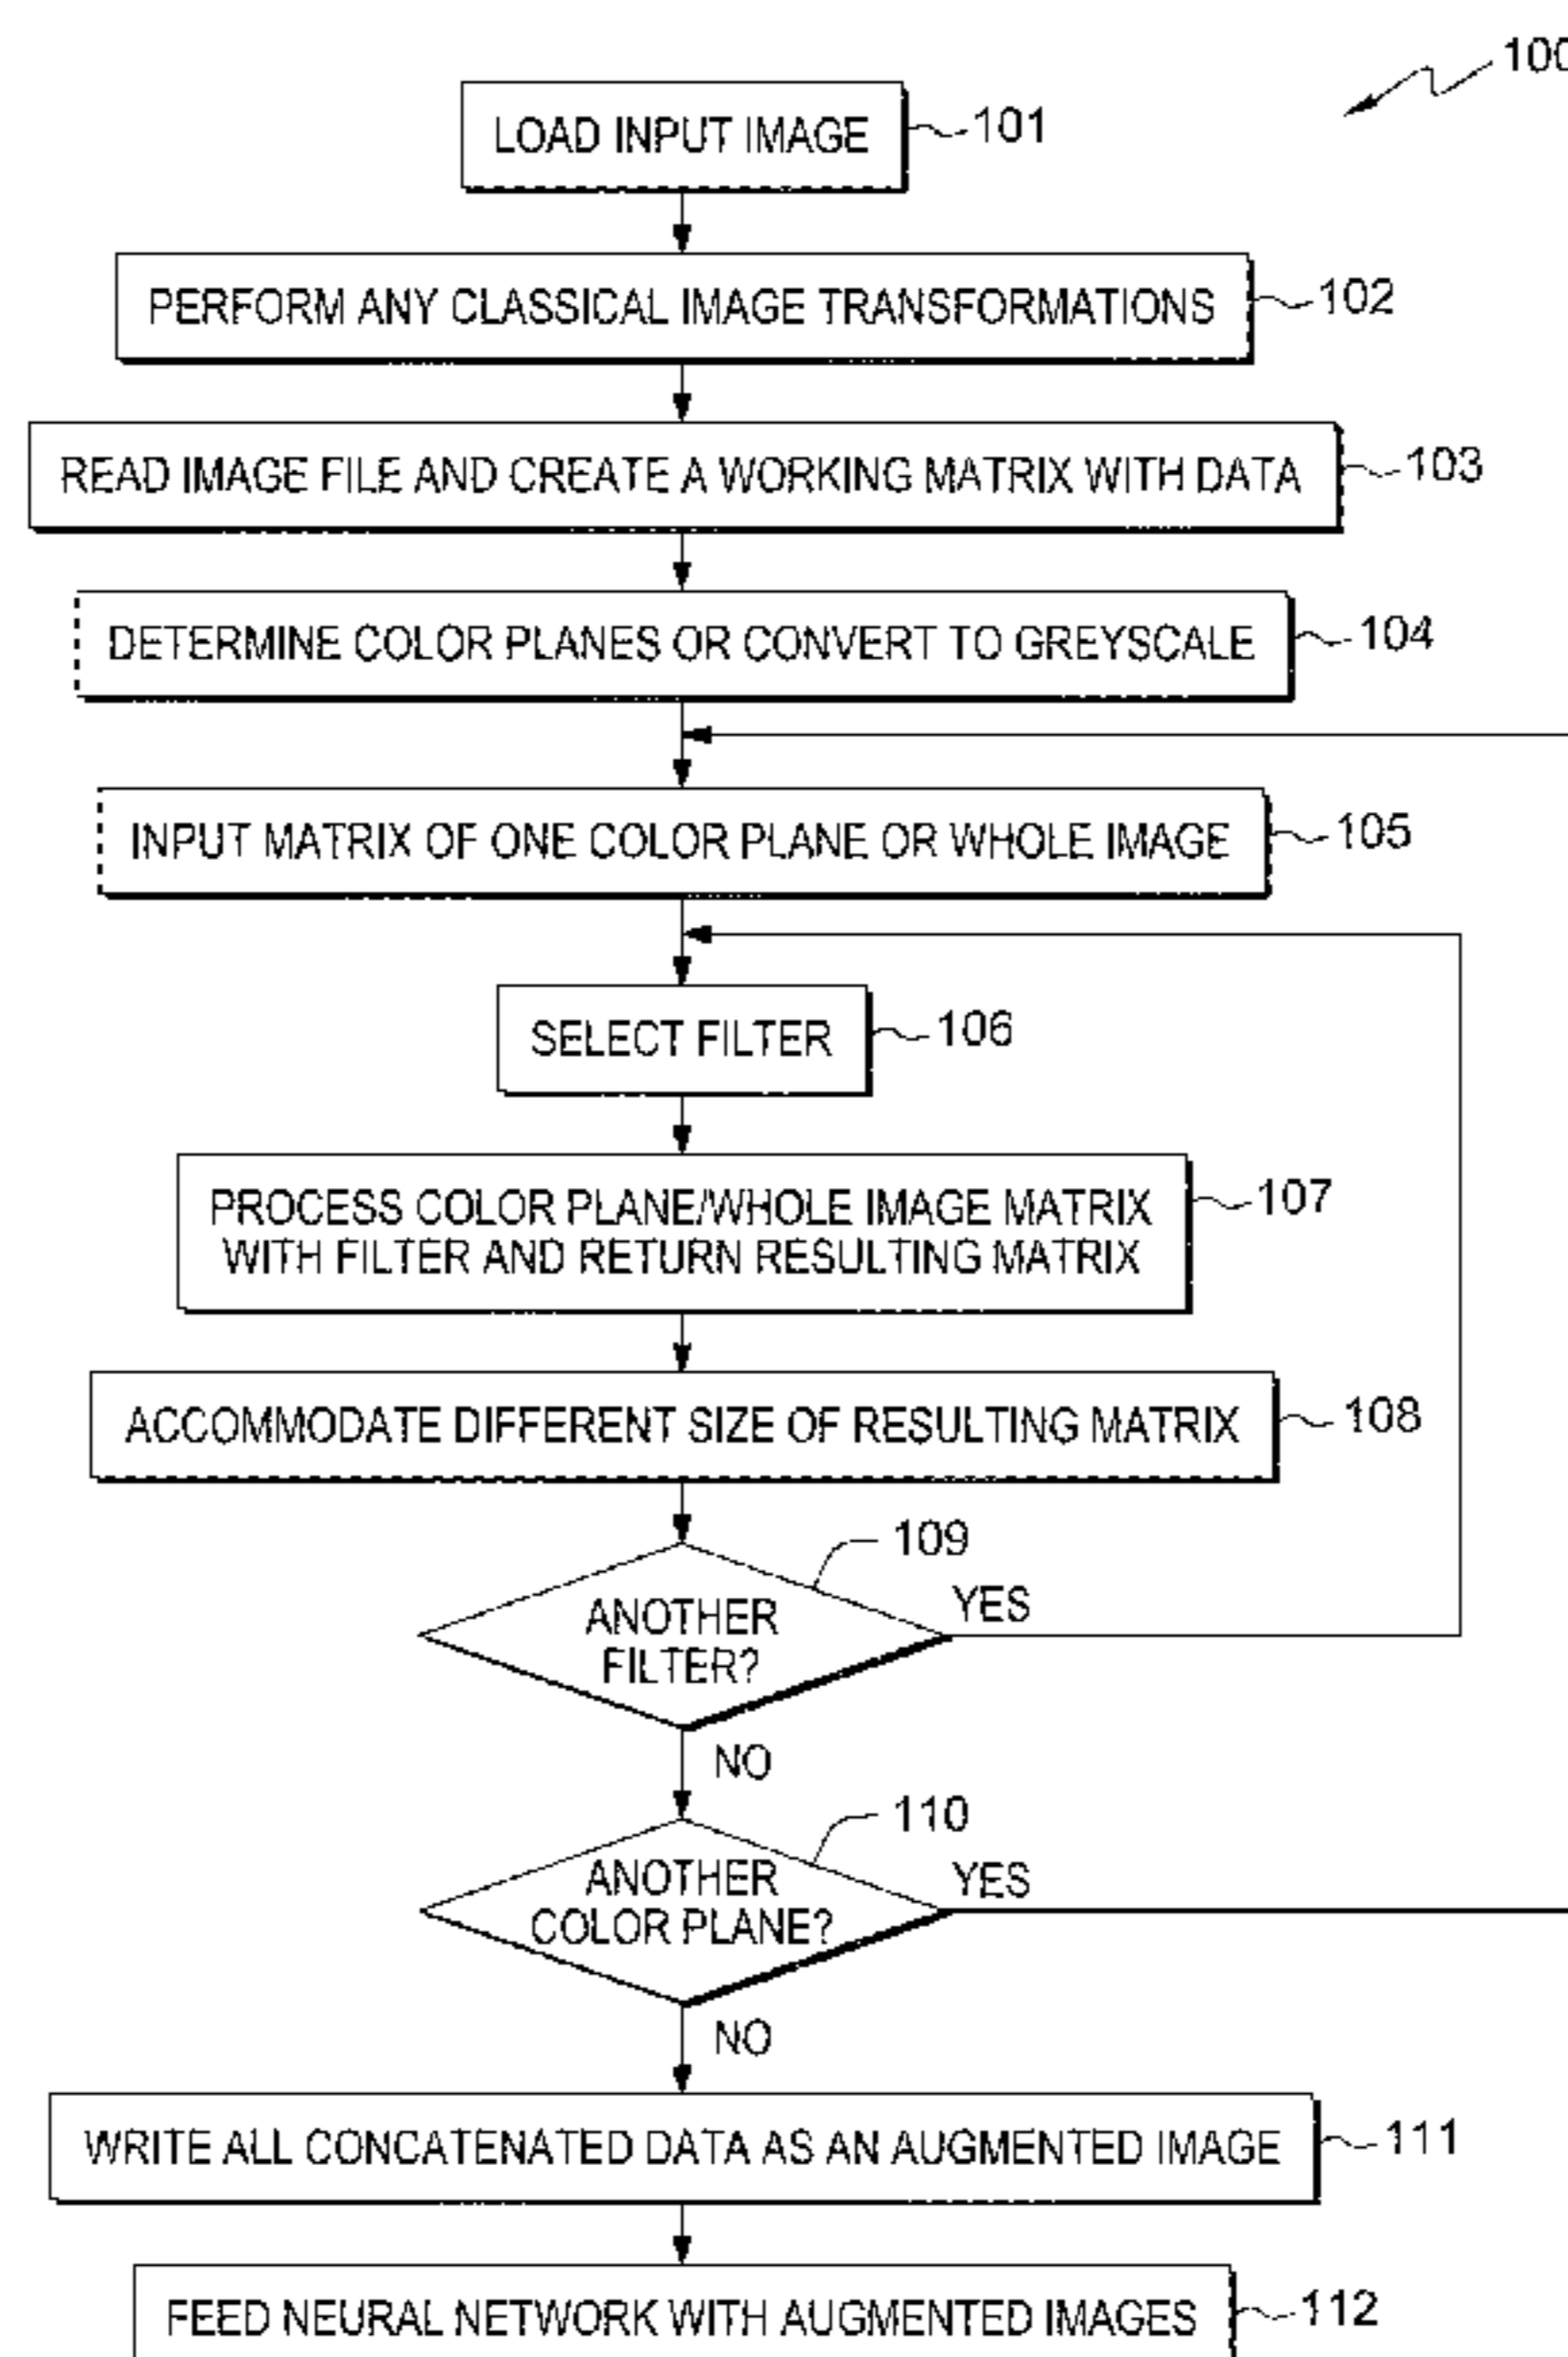 100
LOAD INPUT IMAGE
101
PERFORM ANY CLASSICAL IMAGE TRANSFORMATIONS
102
READ IMAGE FILE AND CREATE A WORKING MATRIX WITH DATA
103
DETERMINE COLOR PLANES OR CONVERT TO GREYSCALE
104
INPUT MATRIX OF ONE COLOR PLANE OR WHOLE IMAGE
105
SELECT FILTER
106
PROCESS COLOR PLANE/WHOLE IMAGE MATRIX
WITH FILTER AND RETURN RESULTING MATRIX
107
ACCOMMODATE DIFFERENT SIZE OF RESULTING MATRIX
108
109
ANOTHER
FILTER?
YES
NO
110
ANOTHER
COLOR PLANE?
YES
NO
WRITE ALL CONCATENATED DATA AS AN AUGMENTED IMAGE
111
FEED NEURAL NETWORK WITH AUGMENTED IMAGES
112